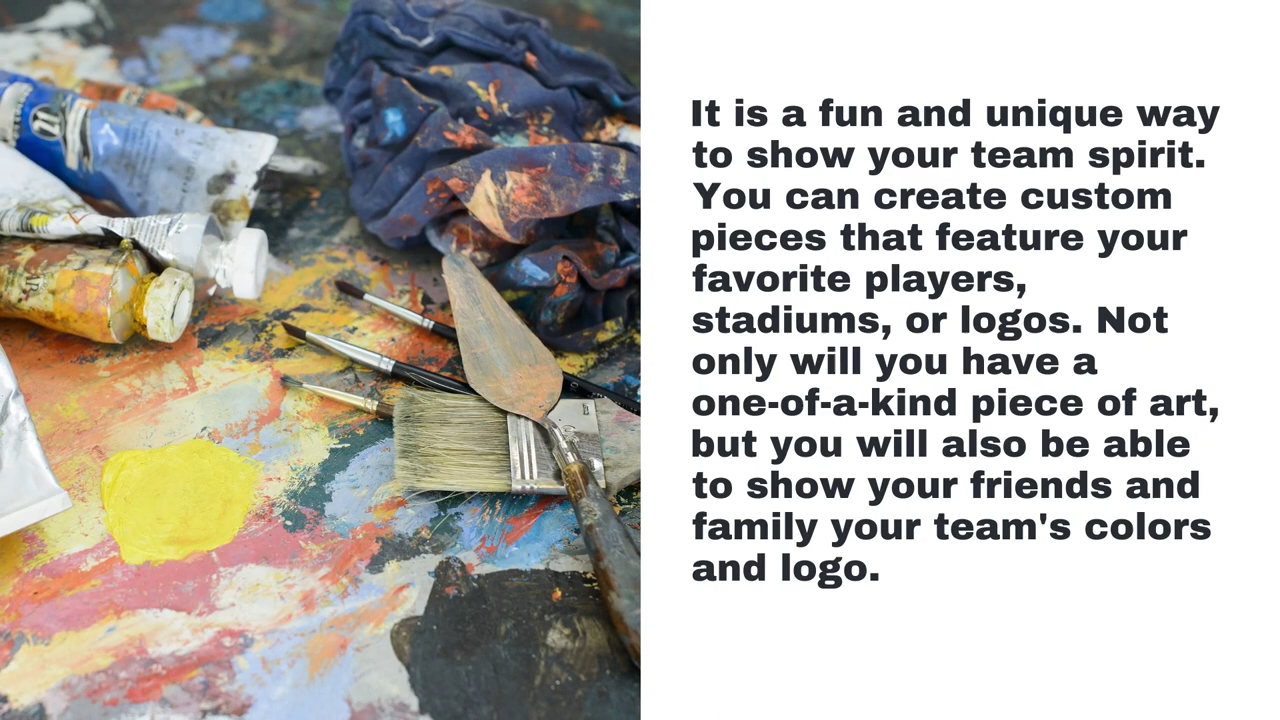 It is a fun and unique way
to show your team spirit.
You can create custom
pieces that feature your
favorite players,
stadiums, or logos. Not
only will you have a
one-of-a-kind piece of art,
but you will also be able
to show your friends and
family your team's colors
and logo.